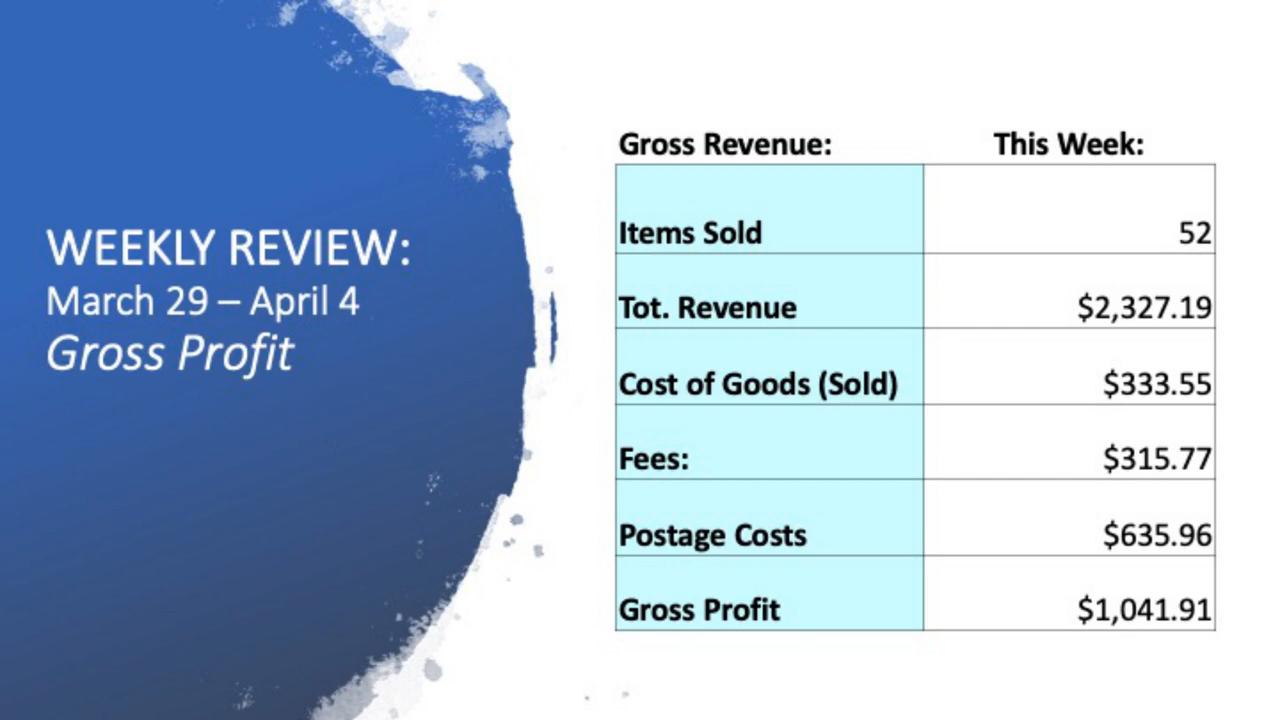 WEEKLY REVIEW:
March 29 – April 4
Gross Profit
Gross Revenue: This Week:
Items Sold 52
Tot. Revenue $2,327.19
Cost of Goods (Sold) $333.55
Fees: $315.77
Postage Costs $635.96
Gross Profit $1,041.91